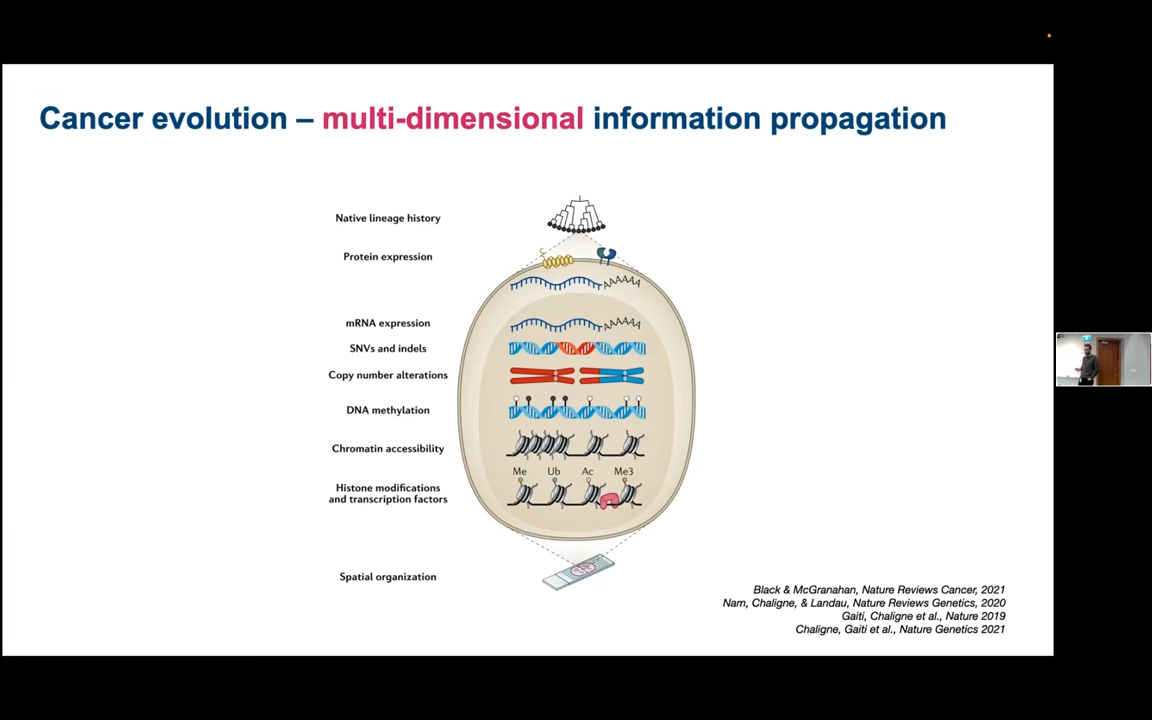 Cancer evolution – multi-dimensional information propagation
Native lineage history
Protein expression
mRNA expression
SNVs and indels
Copy number alterations
DNA methylation
Chromatin accessibility
Me Ub Ac Me3
Histone modifications
and transcription factors
Spatial organization
Black & McGranahan, Nature Reviews Cancer, 2021
Nam, Chaligne, & Landau, Nature Reviews Genetics, 2020
Gaiti, Chaligne et al., Nature 2019
Chaligne, Gaiti et al., Nature Genetics 2021